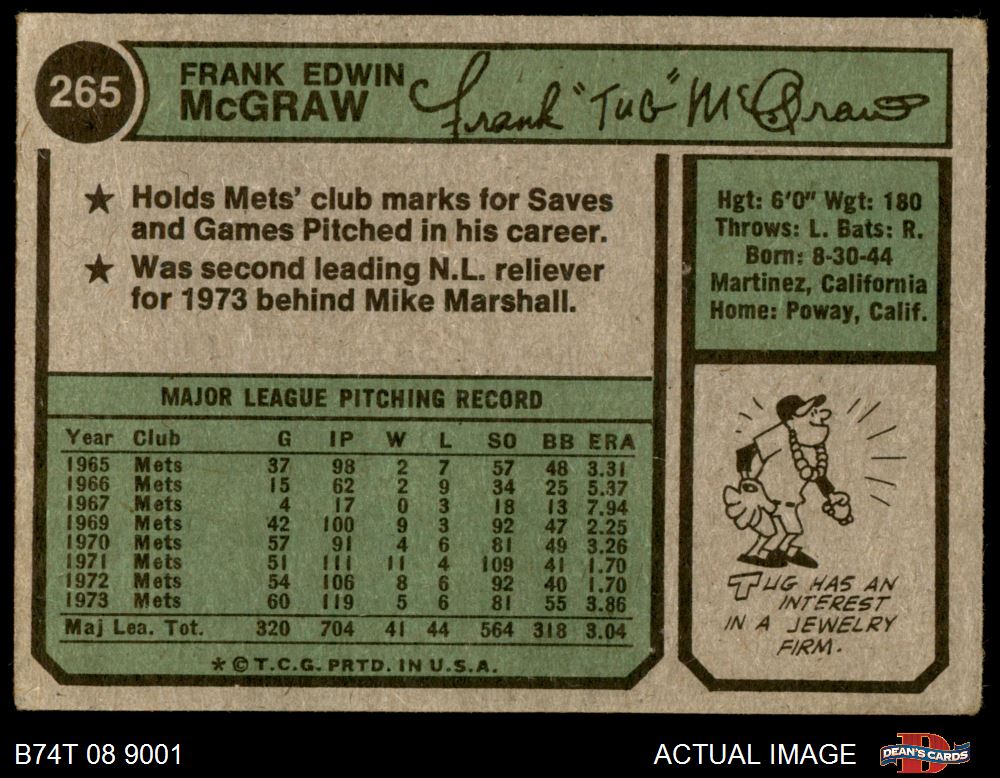 265
FRANK EDWIN
McGRAW
Frank "Tug" McGraw
★ Holds Mets' club marks for Saves
and Games Pitched in his career.
★ Was second leading N.L. reliever
for 1973 behind Mike Marshall.
Hgt: 6'0" Wgt: 180
Throws: L. Bats: R.
Born: 8-30-44
Martinez, California
Home: Poway, Calif.
MAJOR LEAGUE PITCHING RECORD
Year Club G IP W L SO BB ERA
1965 Mets 37 98 2 7 57 48 3.31
1966 Mets 15 62 2 9 34 25 5.37
1967 Mets 4 17 0 3 18 13 7.94
1969 Mets 42 100 9 3 92 47 2.25
1970 Mets 57 91 4 6 81 49 3.26
1971 Mets 51 111 11 4 109 41 1.70
1972 Mets 54 106 8 6 92 40 1.70
1973 Mets 60 119 5 6 81 55 3.86
Maj Lea. Tot. 320 704 41 44 564 318 3.04
★ © T.C.G. PRTD. IN U.S.A.
TUG HAS AN
INTEREST
IN A JEWELRY
FIRM.
B74T 08 9001
ACTUAL IMAGE
DEAN'S CARDS